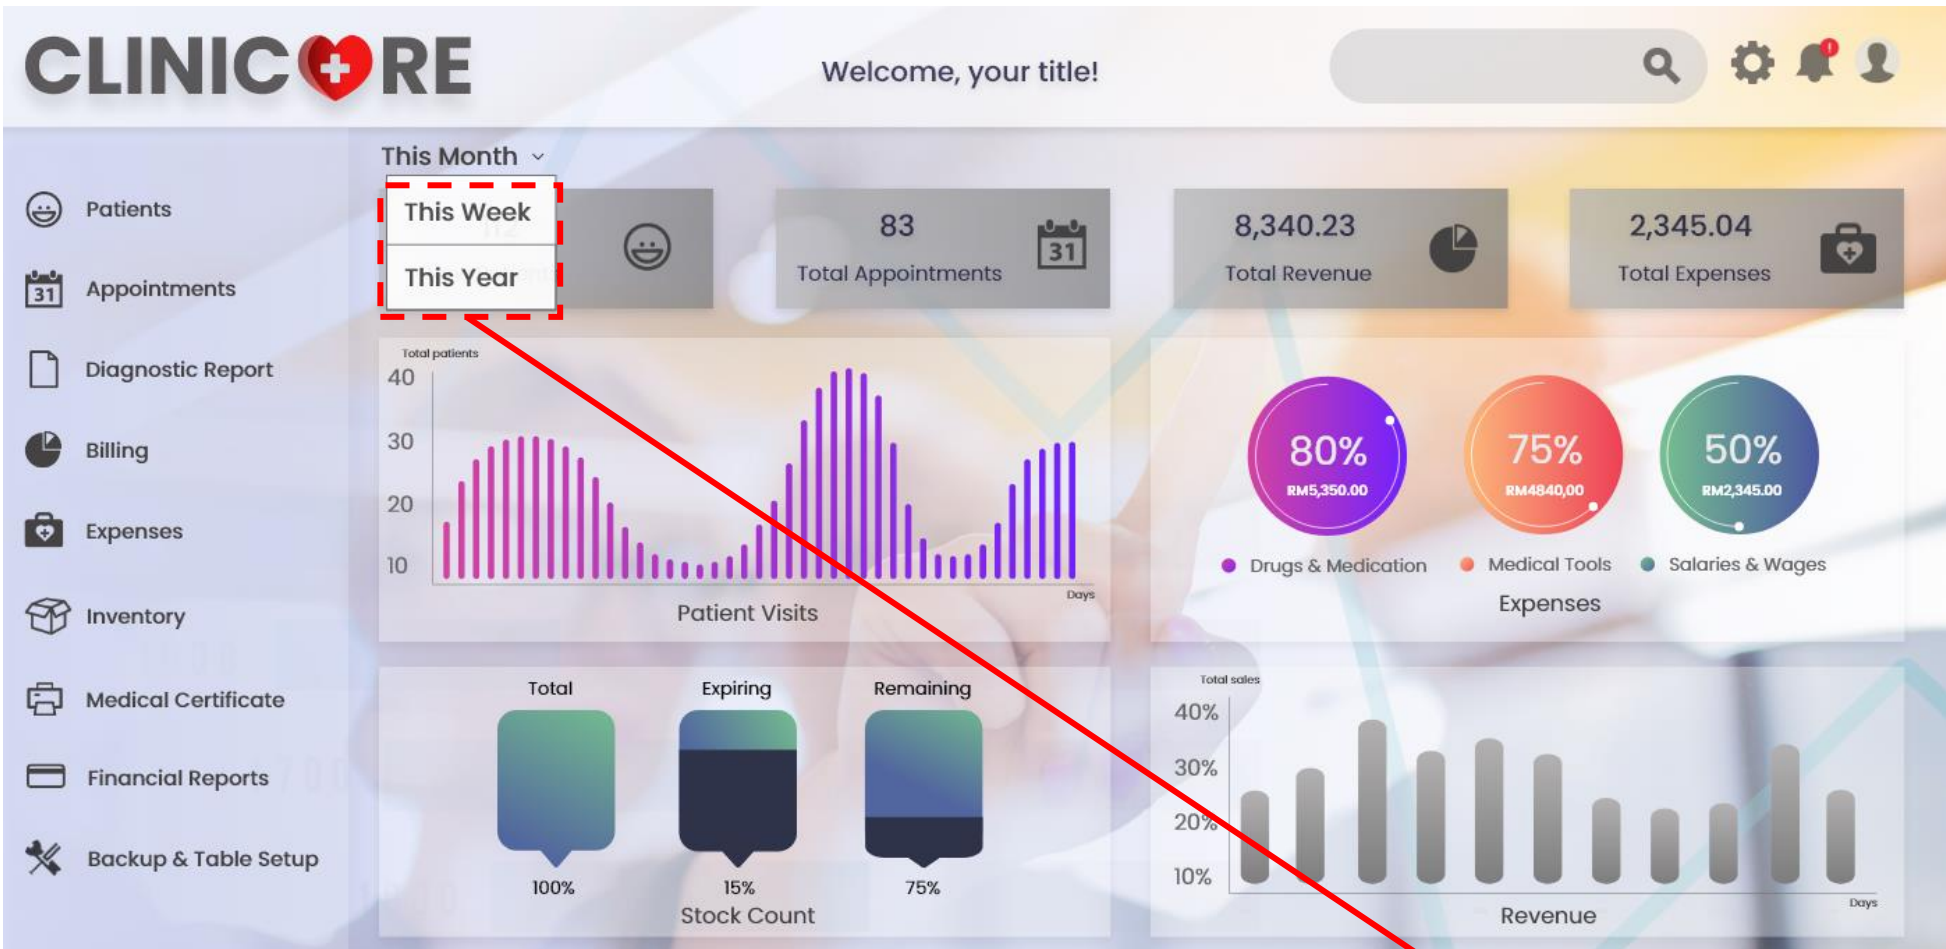 CLINICORE
Welcome, your title!
This Month
This Week
This Year
Patients
Appointments
Diagnostic Report
Billing
Expenses
Inventory
Medical Certificate
Financial Reports
Backup & Table Setup
83
Total Appointments
31
8,340.23
Total Revenue
2,345.04
Total Expenses
31
Total patients
40
30
20
10
Days
Patient Visits
80%
RM5,350.00
75%
RM4840,00
50%
RM2,345.00
Drugs & Medication
Medical Tools
Salaries & Wages
Expenses
Total
Expiring
Remaining
100%
15%
75%
Stock Count
Total sales
40%
30%
20%
10%
Days
Revenue